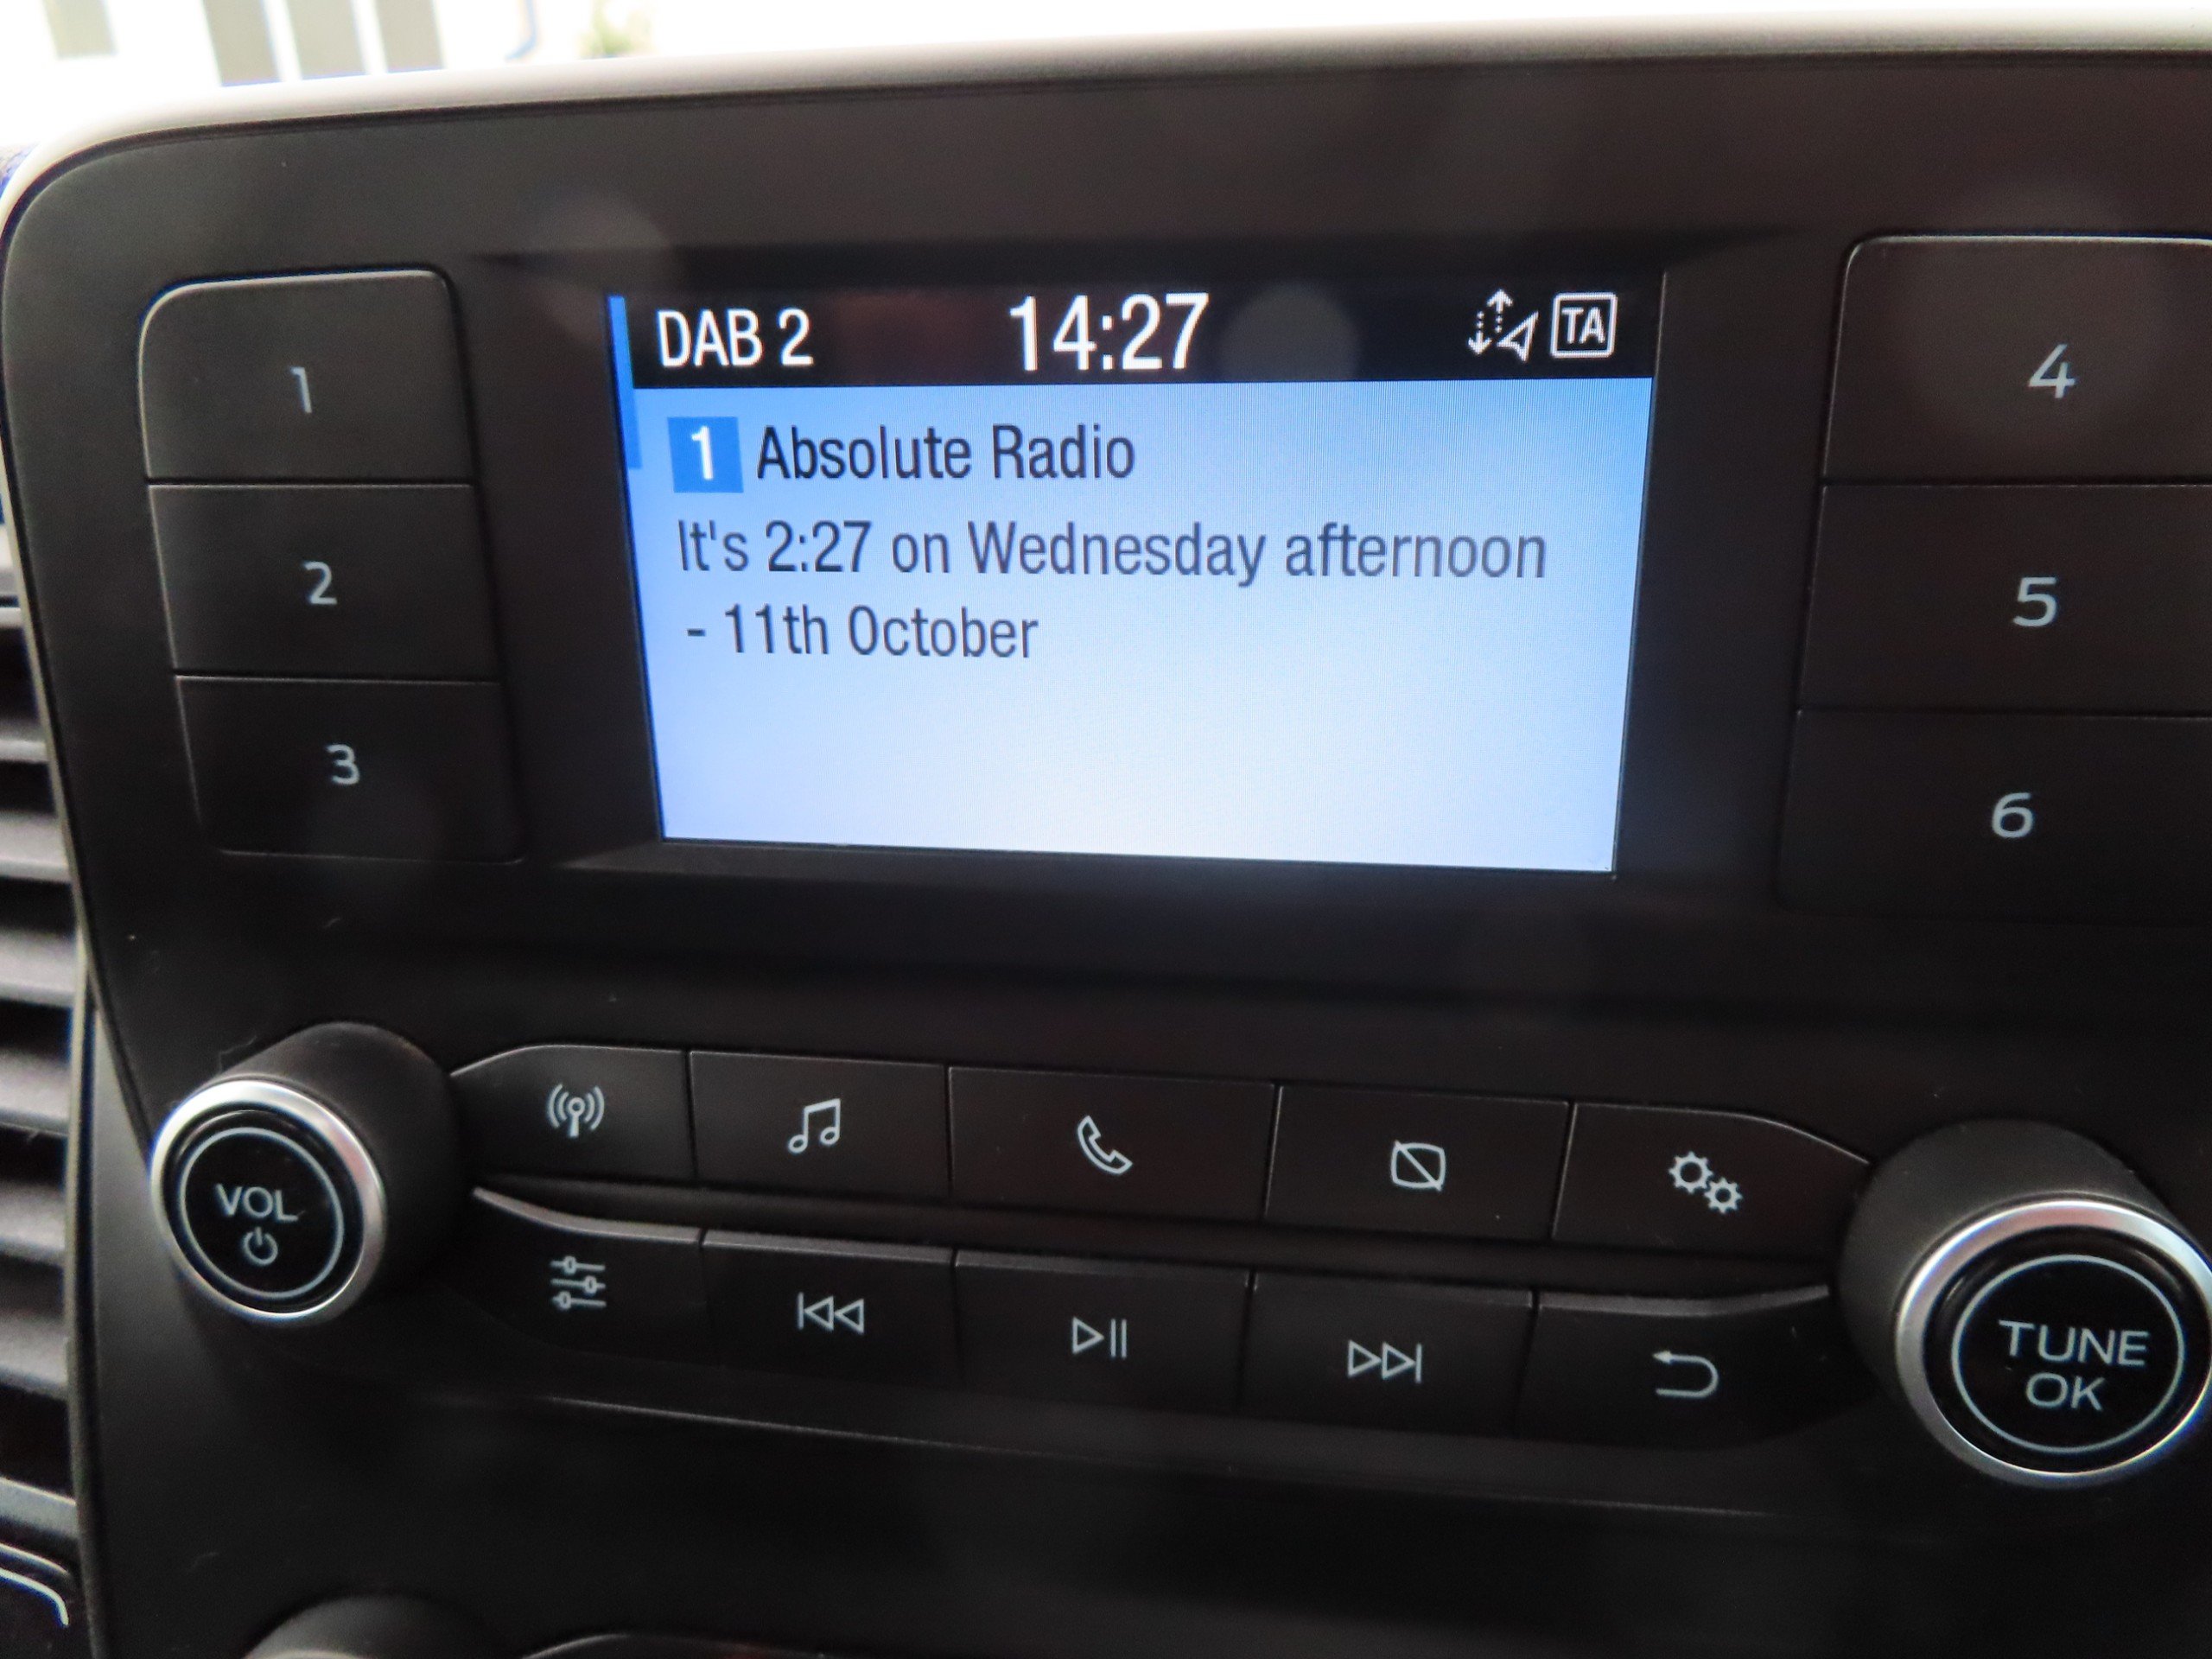 DAB 2 14:27 TA
1 Absolute Radio
It's 2:27 on Wednesday afternoon
- 11th October
1
2
3
4
5
6
VOL
TUNE
OK